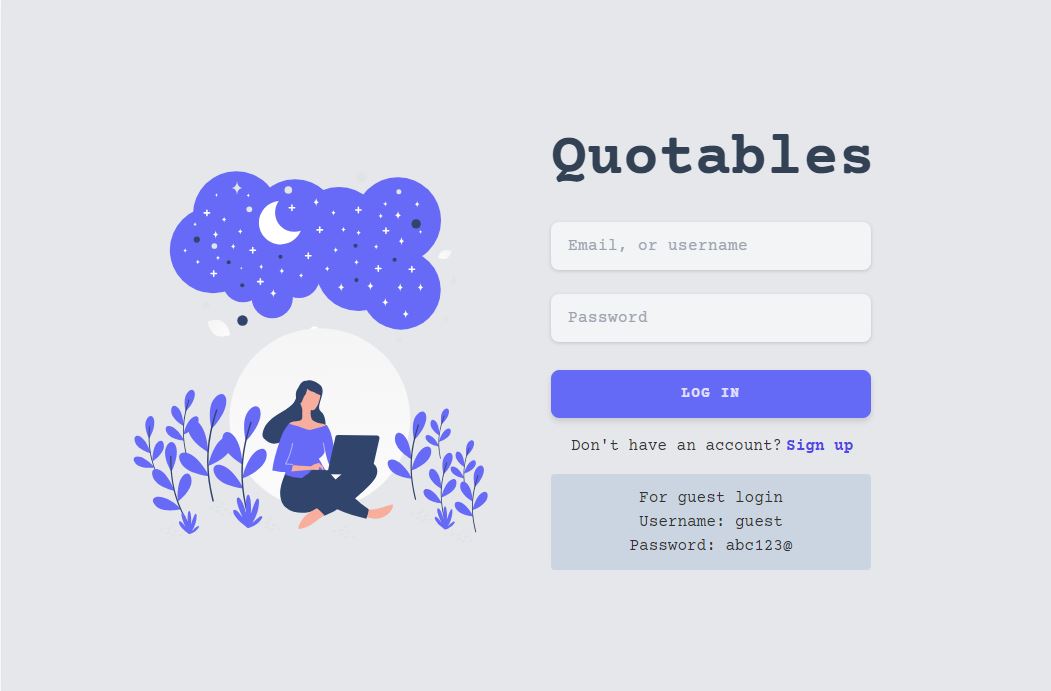 Quotables
Email, or username
Password
LOG IN
Don't have an account? Sign up
For guest login
Username: guest
Password: abc123@